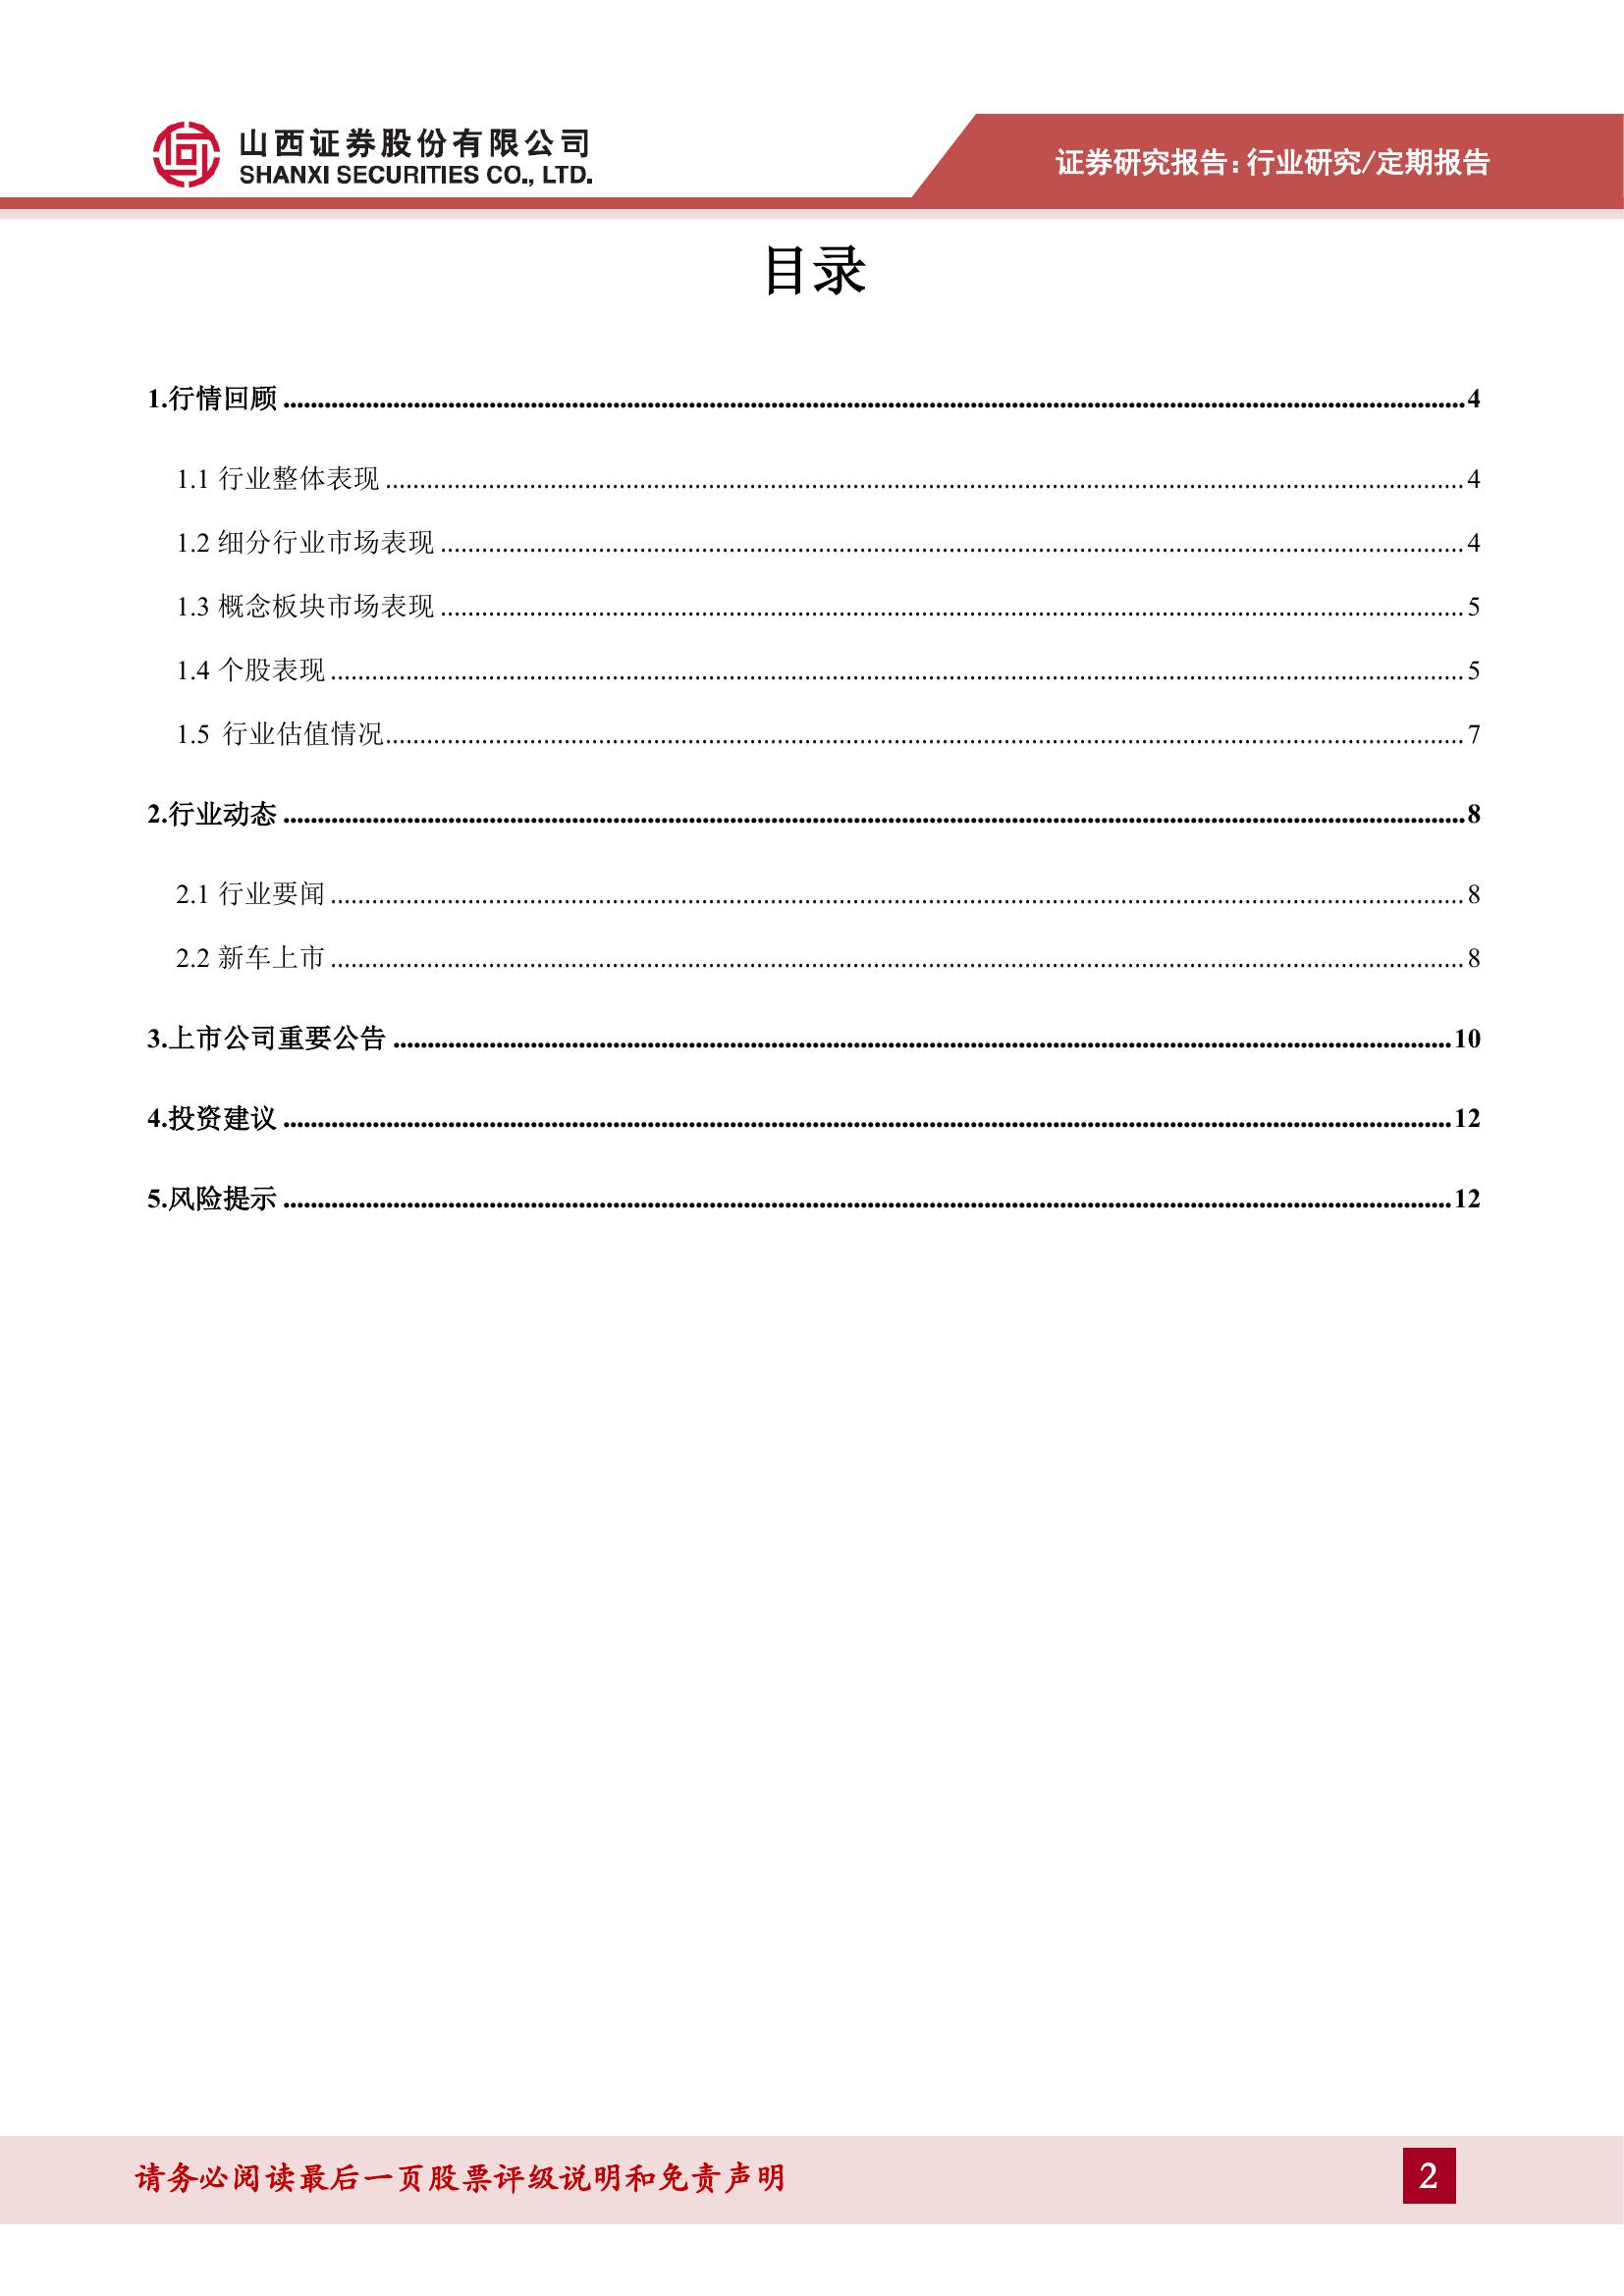 山西证券股份有限公司
SHANXI SECURITIES CO., LTD.
证券研究报告:行业研究/定期报告
目录
1.行情回顾 ........ 4
1.1 行业整体表现 ........ 4
1.2 细分行业市场表现 ........ 4
1.3 概念板块市场表现 ........ 5
1.4 个股表现 ........ 5
1.5 行业估值情况 ........ 7
2.行业动态 ........ 8
2.1 行业要闻 ........ 8
2.2 新车上市 ........ 8
3.上市公司重要公告 ........ 10
4.投资建议 ........ 12
5.风险提示 ........ 12
请务必阅读最后一页股票评级说明和免责声明
2